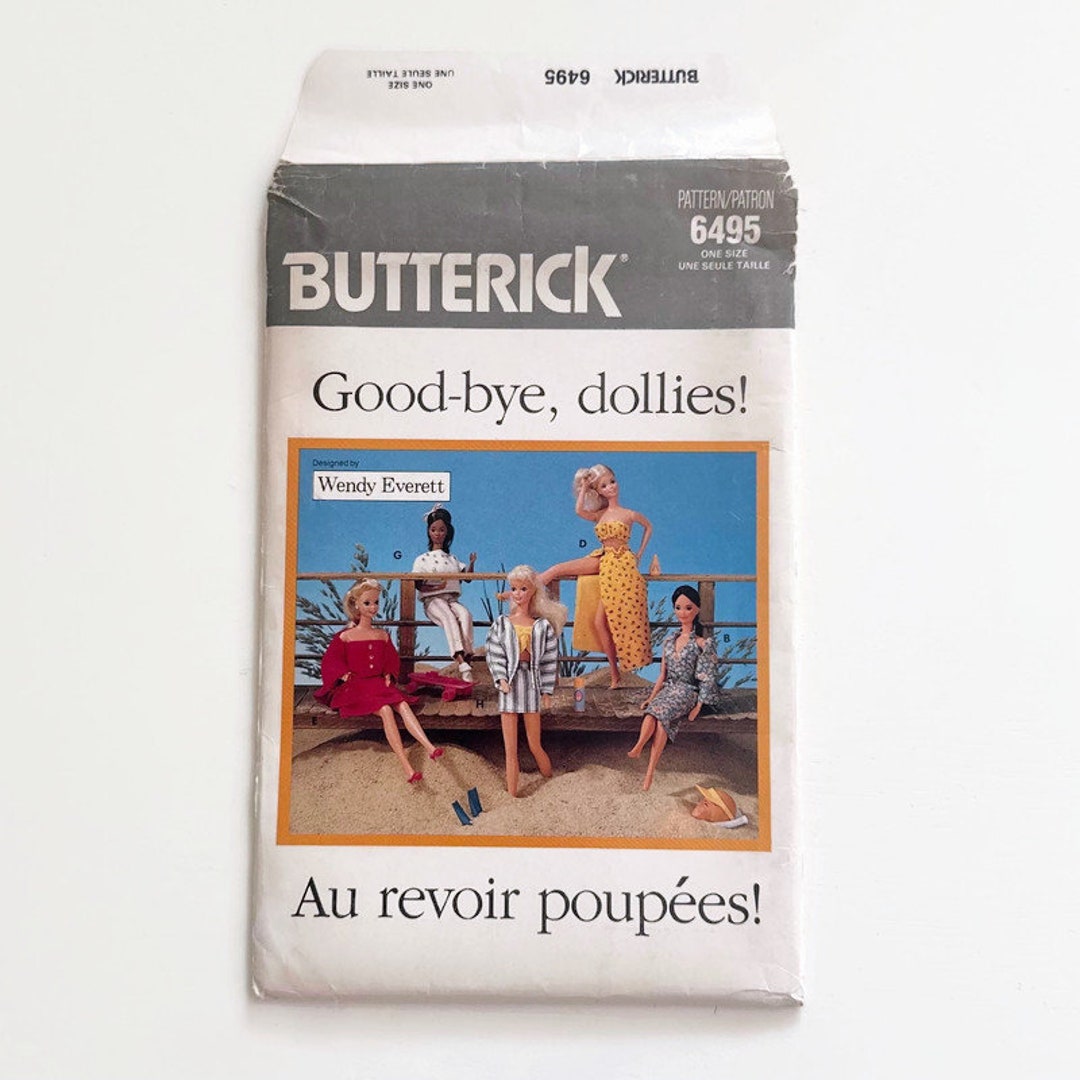 BUTTERICK 6495
ONE SIZE
UNE SEULE TAILLE
PATTERN/PATRON
6495
ONE SIZE
UNE SEULE TAILLE
BUTTERICK®
Good-bye, dollies!
Designed by
Wendy Everett
G
D
B
E
H
Au revoir poupées!